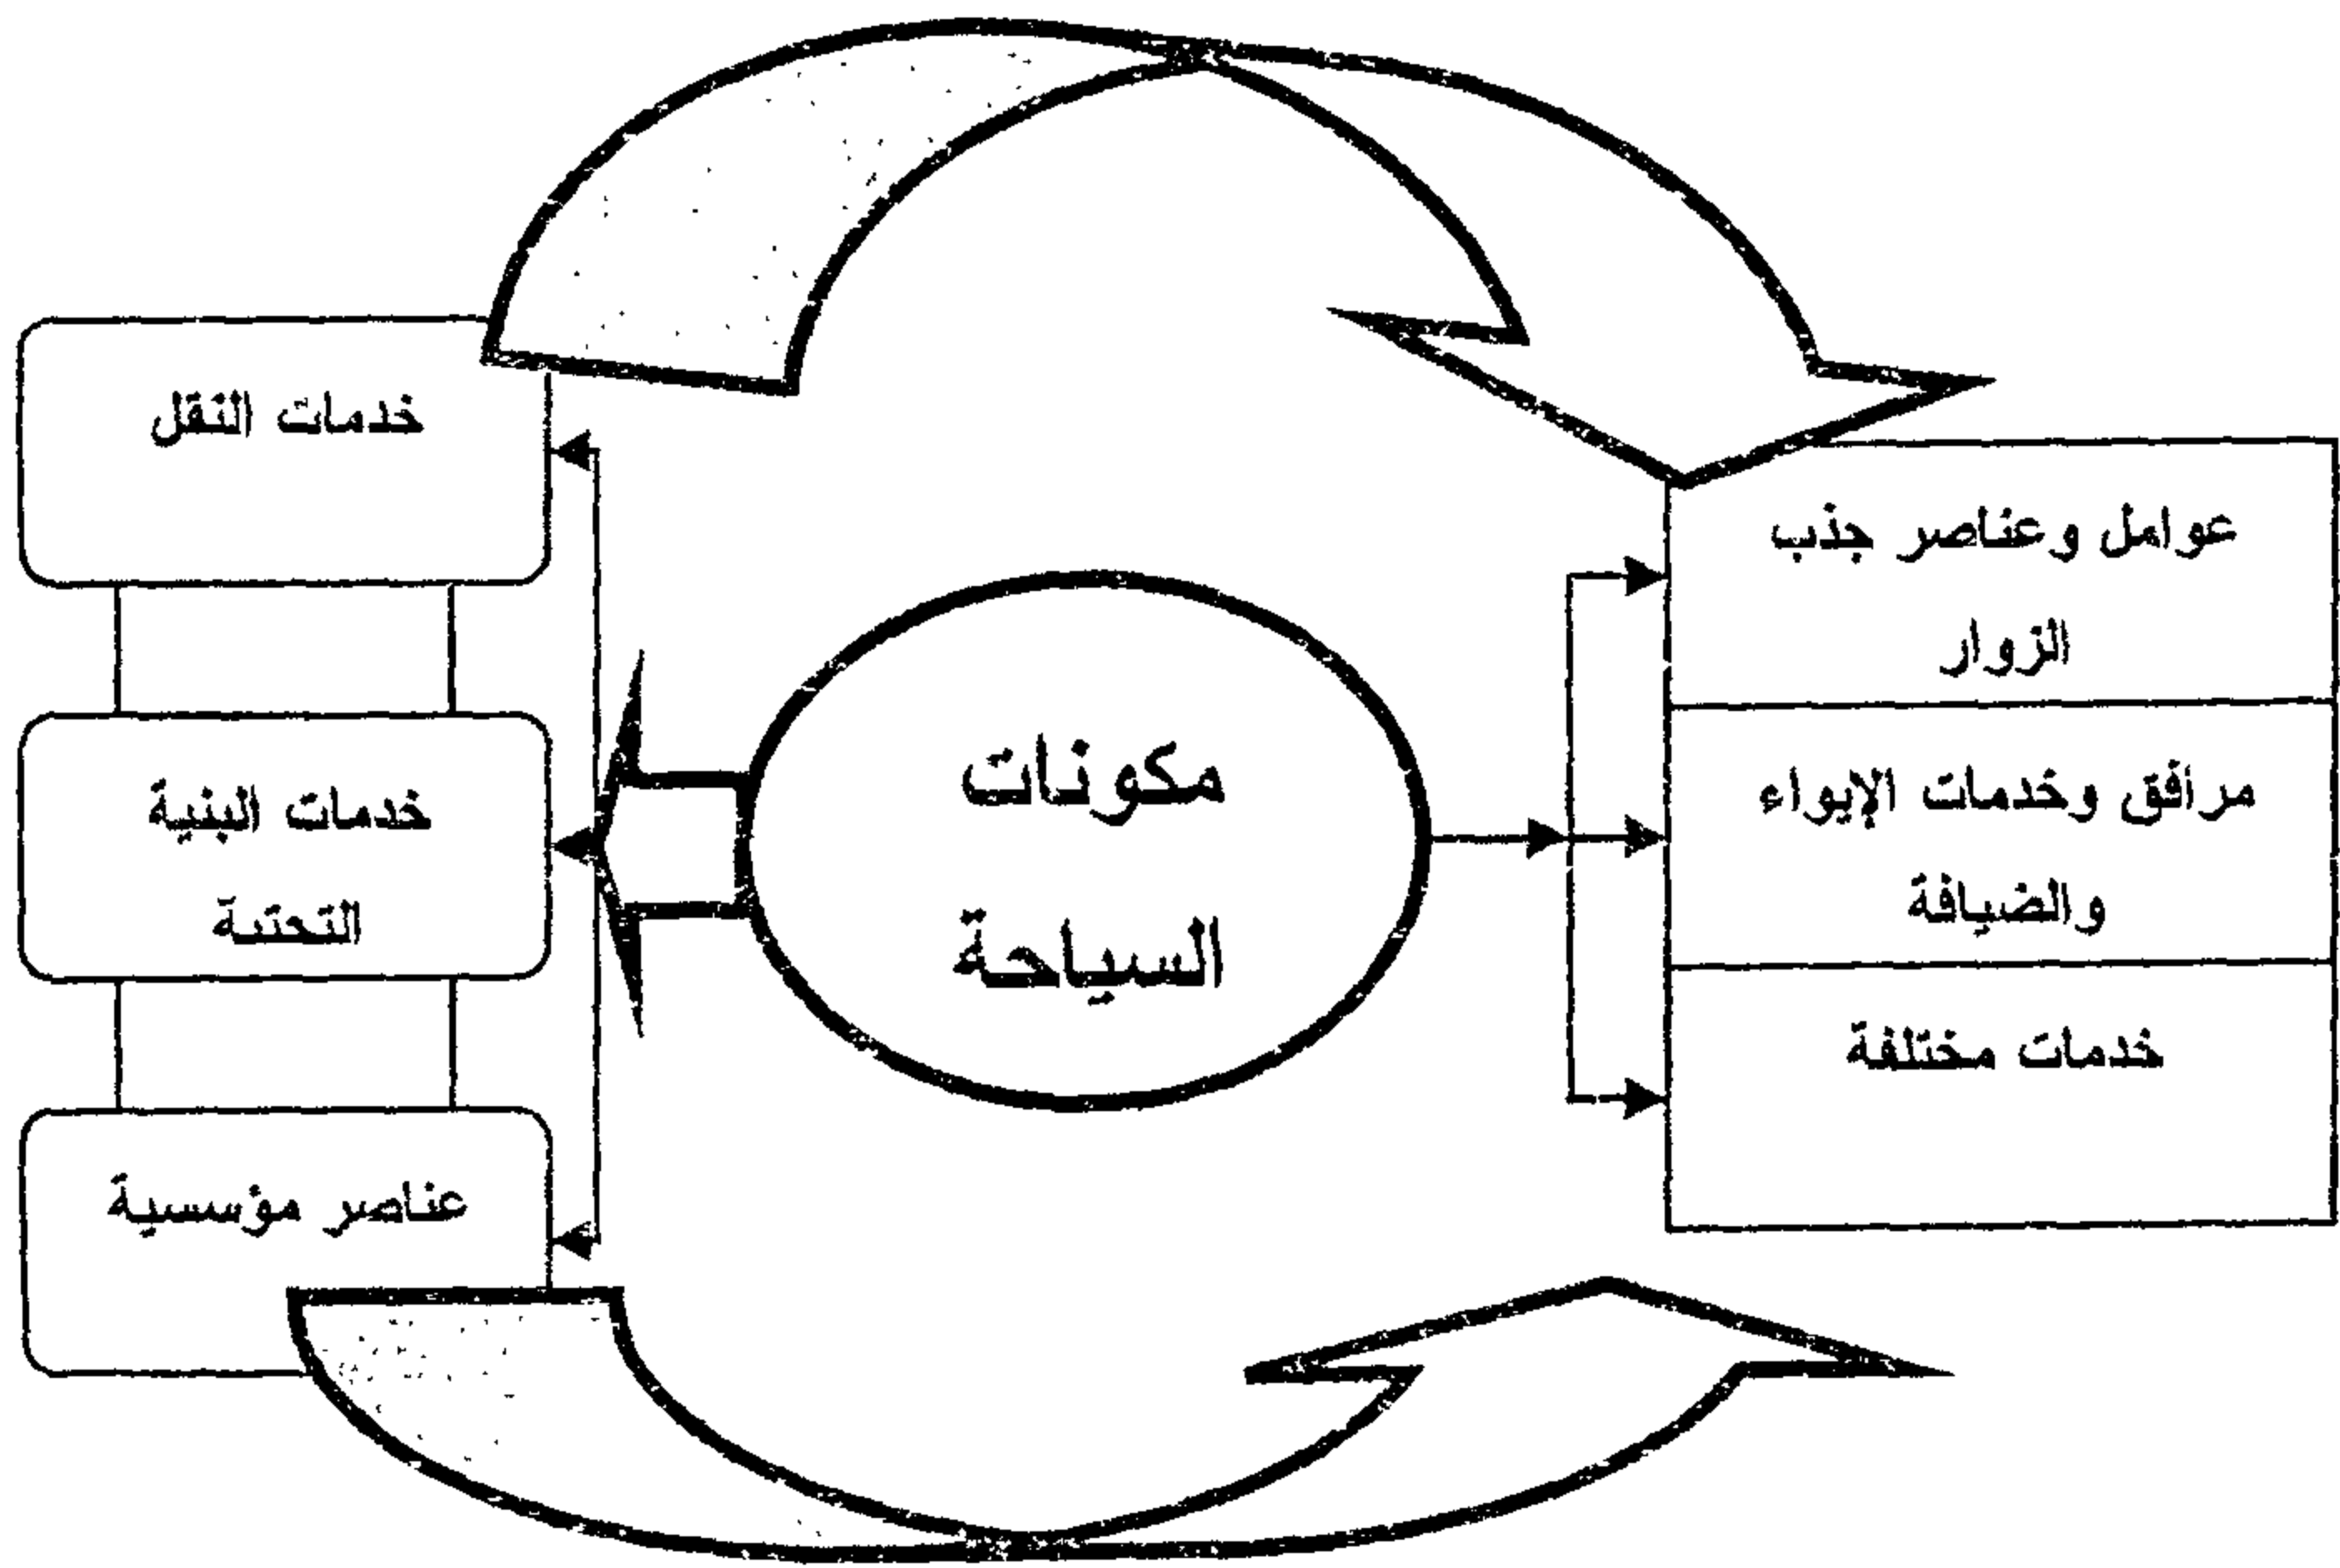 مكونات
السياحة
عوامل وعناصر جذب
الزوار
مرافق وخدمات الإيواء
والضيافة
خدمات مختلفة
خدمات النقل
خدمات البنية
التحتية
عناصر مؤسسية